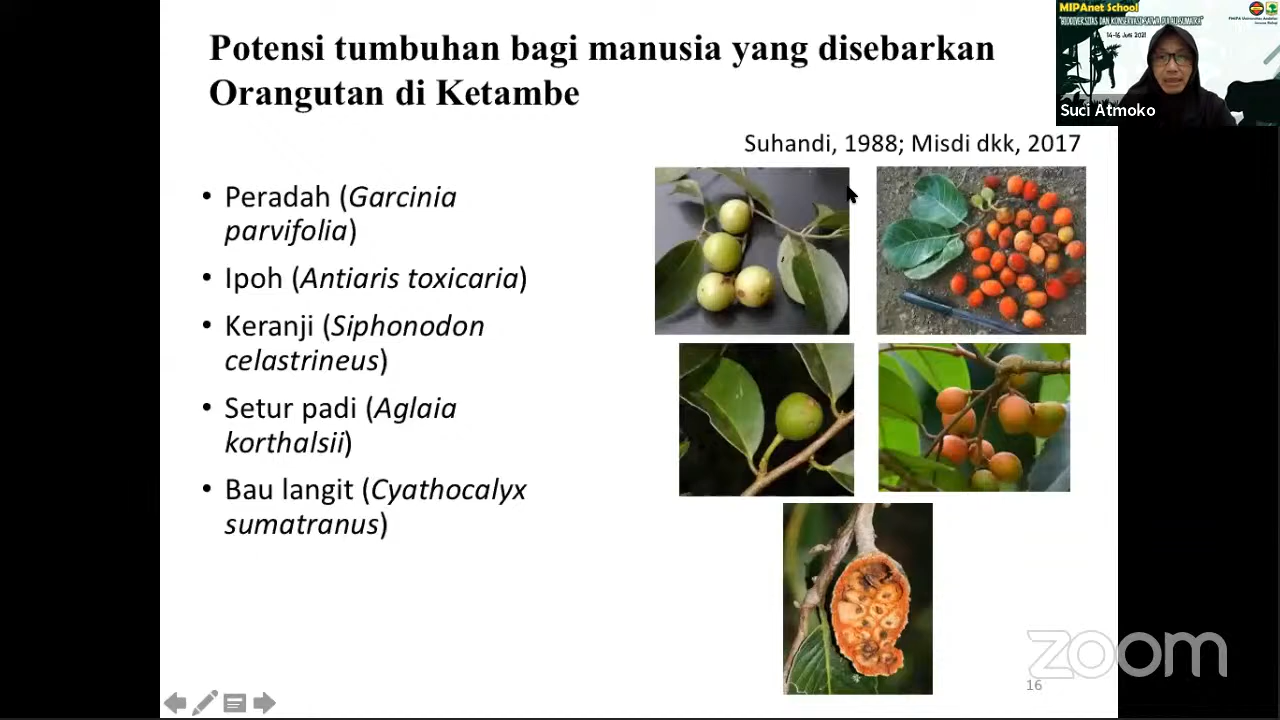 Potensi tumbuhan bagi manusia yang disebarkan
Orangutan di Ketambe
Suhandi, 1988; Misdi dkk, 2017
• Peradah (Garcinia
parvifolia)
• Ipoh (Antiaris toxicaria)
• Keranji (Siphonodon
celastrineus)
• Setur padi (Aglaia
korthalsii)
• Bau langit (Cyathocalyx
sumatranus)
16
MIPAnet School
14-16 Juni 2021
Suci Atmoko
zoom